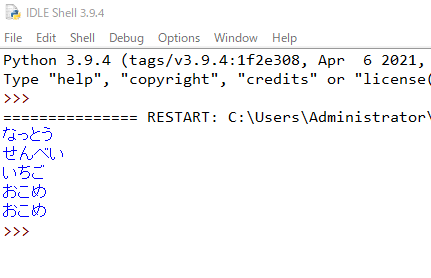 IDLE Shell 3.9.4
File Edit Shell Debug Options Window Help
Python 3.9.4 (tags/v3.9.4:1f2e308, Apr  6 2021,
Type "help", "copyright", "credits" or "license(
>>>
=============== RESTART: C:\Users\Administrator\
なっとう
せんべい
いちご
おこめ
おこめ
>>>